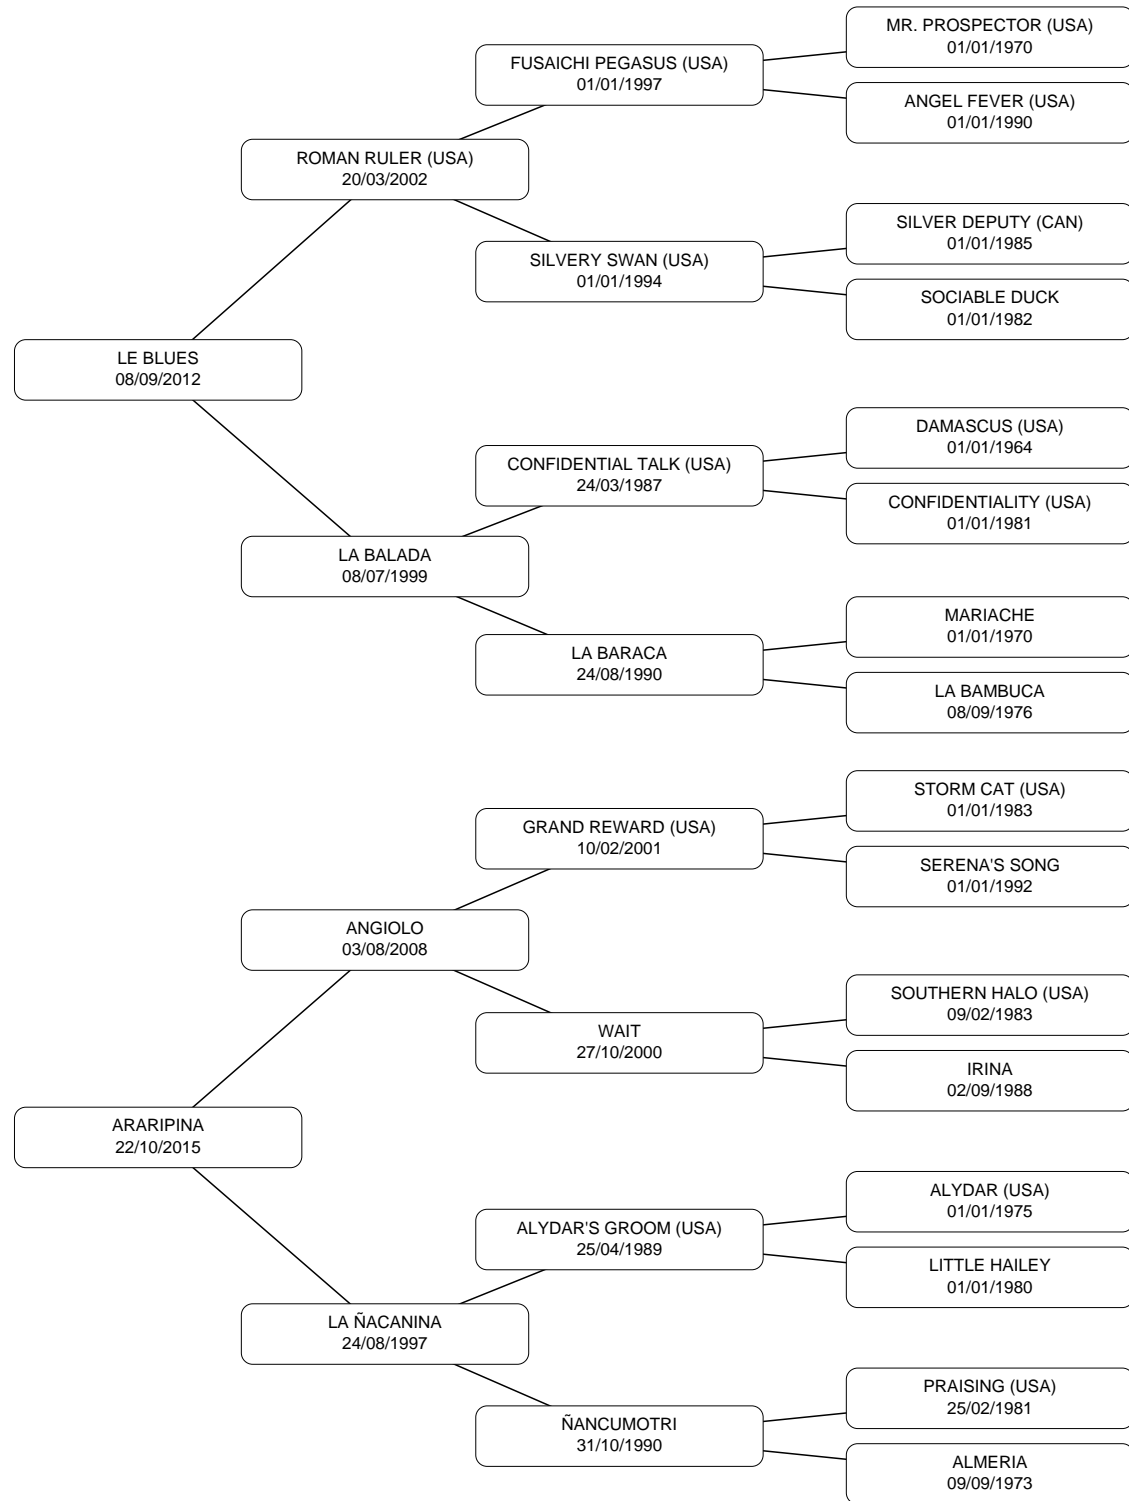 MR. PROSPECTOR (USA)
01/01/1970
FUSAICHI PEGASUS (USA)
01/01/1997
ANGEL FEVER (USA)
01/01/1990
ROMAN RULER (USA)
20/03/2002
SILVER DEPUTY (CAN)
01/01/1985
SILVERY SWAN (USA)
01/01/1994
SOCIABLE DUCK
01/01/1982
LE BLUES
08/09/2012
DAMASCUS (USA)
01/01/1964
CONFIDENTIAL TALK (USA)
24/03/1987
CONFIDENTIALITY (USA)
01/01/1981
LA BALADA
08/07/1999
MARIACHE
01/01/1970
LA BARACA
24/08/1990
LA BAMBUCA
08/09/1976
STORM CAT (USA)
01/01/1983
GRAND REWARD (USA)
10/02/2001
SERENA'S SONG
01/01/1992
ANGIOLO
03/08/2008
SOUTHERN HALO (USA)
09/02/1983
WAIT
27/10/2000
IRINA
02/09/1988
ARARIPINA
22/10/2015
ALYDAR (USA)
01/01/1975
ALYDAR'S GROOM (USA)
25/04/1989
LITTLE HAILEY
01/01/1980
LA ÑACANINA
24/08/1997
PRAISING (USA)
25/02/1981
ÑANCUMOTRI
31/10/1990
ALMERIA
09/09/1973